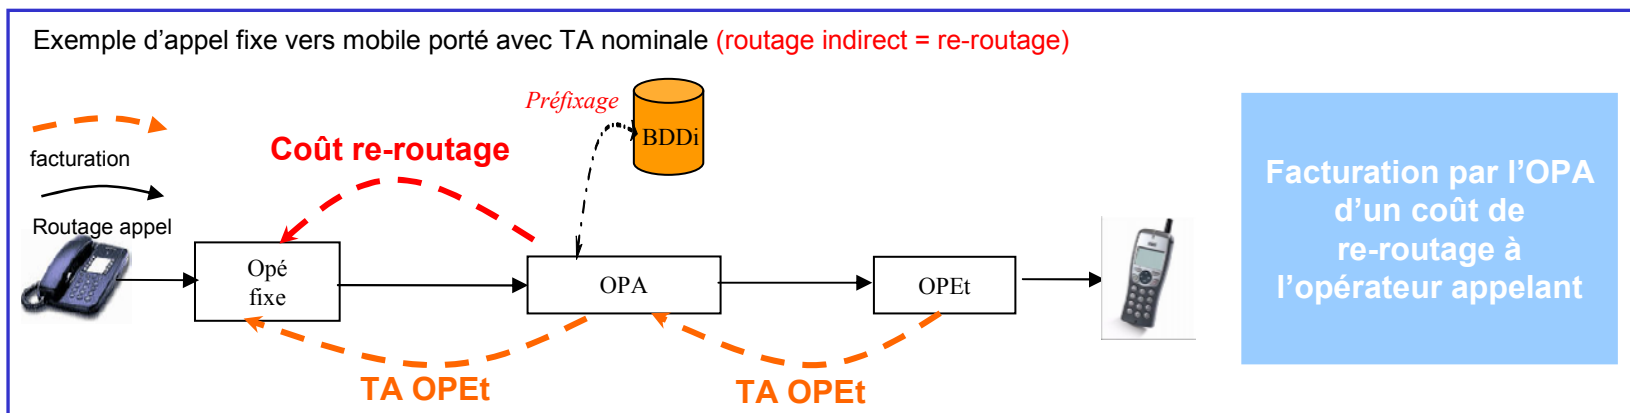 Exemple d'appel fixe vers mobile porté avec TA nominale (routage indirect = re-routage)
facturation
Routage appel
Coût re-routage
Préfixage
BDDi
Opé
fixe
OPA
OPEt
TA OPEt
TA OPEt
Facturation par l'OPA
d'un coût de
re-routage à
l'opérateur appelant